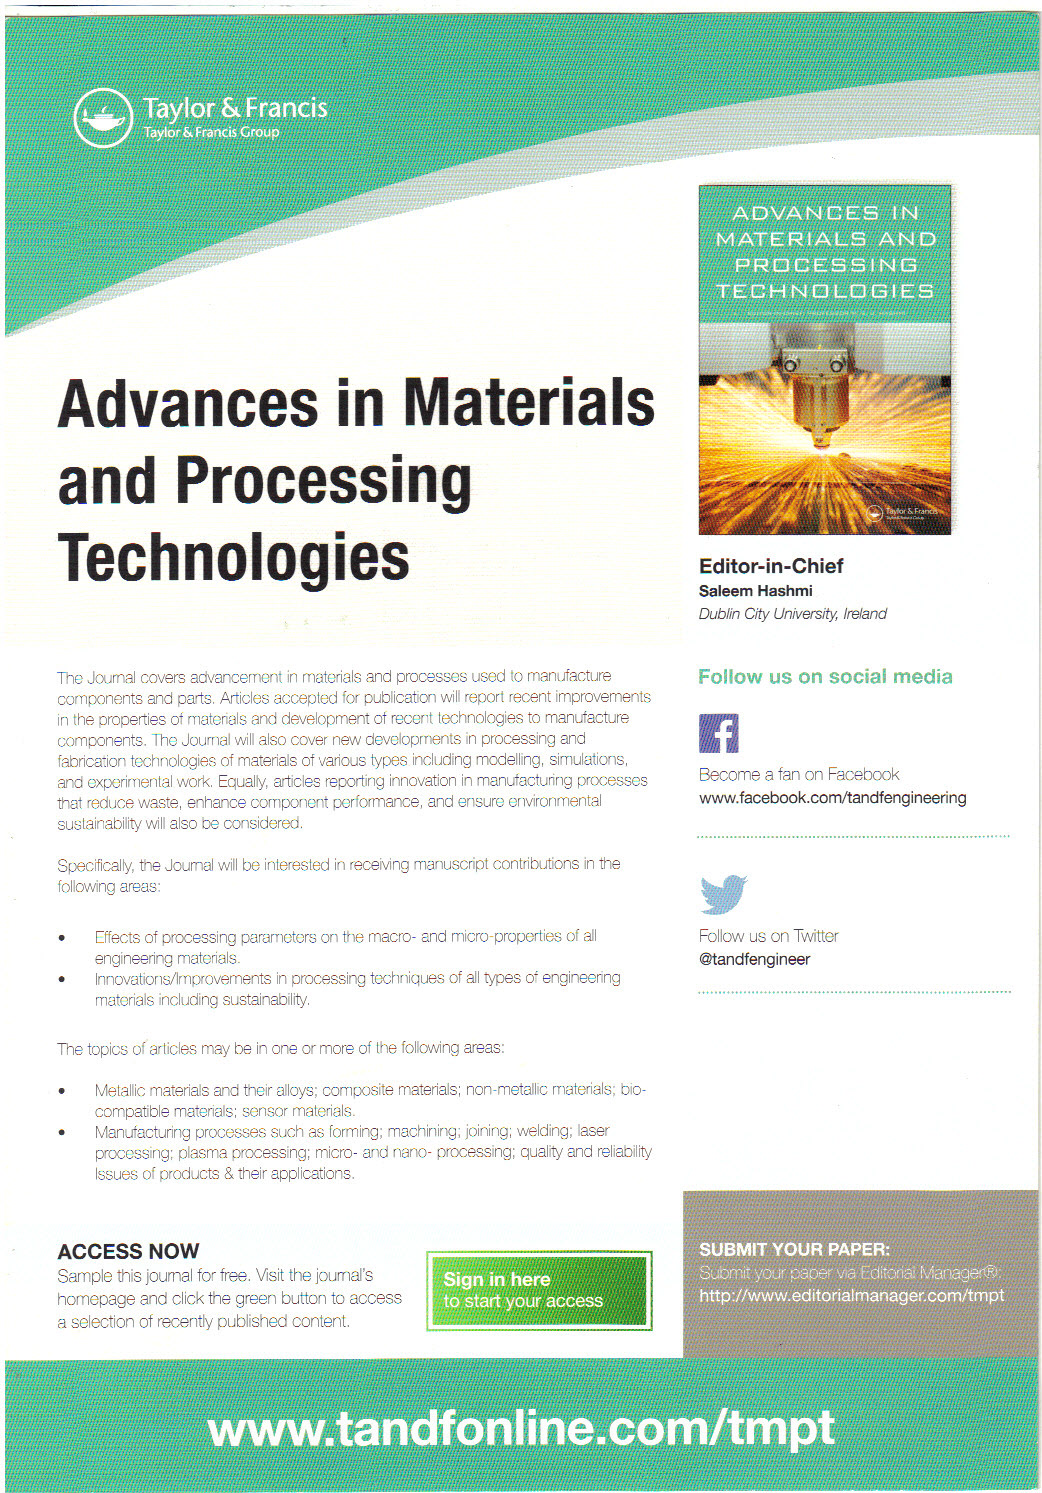 Taylor & Francis
Taylor & Francis Group
ADVANCES IN
MATERIALS AND
PROCESSING
TECHNOLOGIES
Taylor & Francis
Taylor & Francis Group
Advances in Materials
and Processing
Technologies
Editor-in-Chief
Saleem Hashmi
Dublin City University, Ireland
The Journal covers advancement in materials and processes used to manufacture
components and parts. Articles accepted for publication will report recent improvements
in the properties of materials and development of recent technologies to manufacture
components. The Journal will also cover new developments in processing and
fabrication technologies of materials of various types including modelling, simulations,
and experimental work. Equally, articles reporting innovation in manufacturing processes
that reduce waste, enhance component performance, and ensure environmental
sustainability will also be considered.
Specifically, the Journal will be interested in receiving manuscript contributions in the
following areas:
• Effects of processing parameters on the macro- and micro-properties of all
engineering materials.
• Innovations/Improvements in processing techniques of all types of engineering
materials including sustainability.
The topics of articles may be in one or more of the following areas:
• Metallic materials and their alloys; composite materials; non-metallic materials; bio-
compatible materials; sensor materials.
• Manufacturing processes such as forming; machining; joining; welding; laser
processing; plasma processing; micro- and nano- processing; quality and reliability
Issues of products & their applications.
Follow us on social media
f
Become a fan on Facebook
www.facebook.com/tandfengineering
Follow us on Twitter
@tandfengineer
ACCESS NOW
Sample this journal for free. Visit the journal's
homepage and click the green button to access
a selection of recently published content.
Sign in here
to start your access
SUBMIT YOUR PAPER:
Submit your paper via Editorial Manager®:
http://www.editorialmanager.com/tmpt
www.tandfonline.com/tmpt